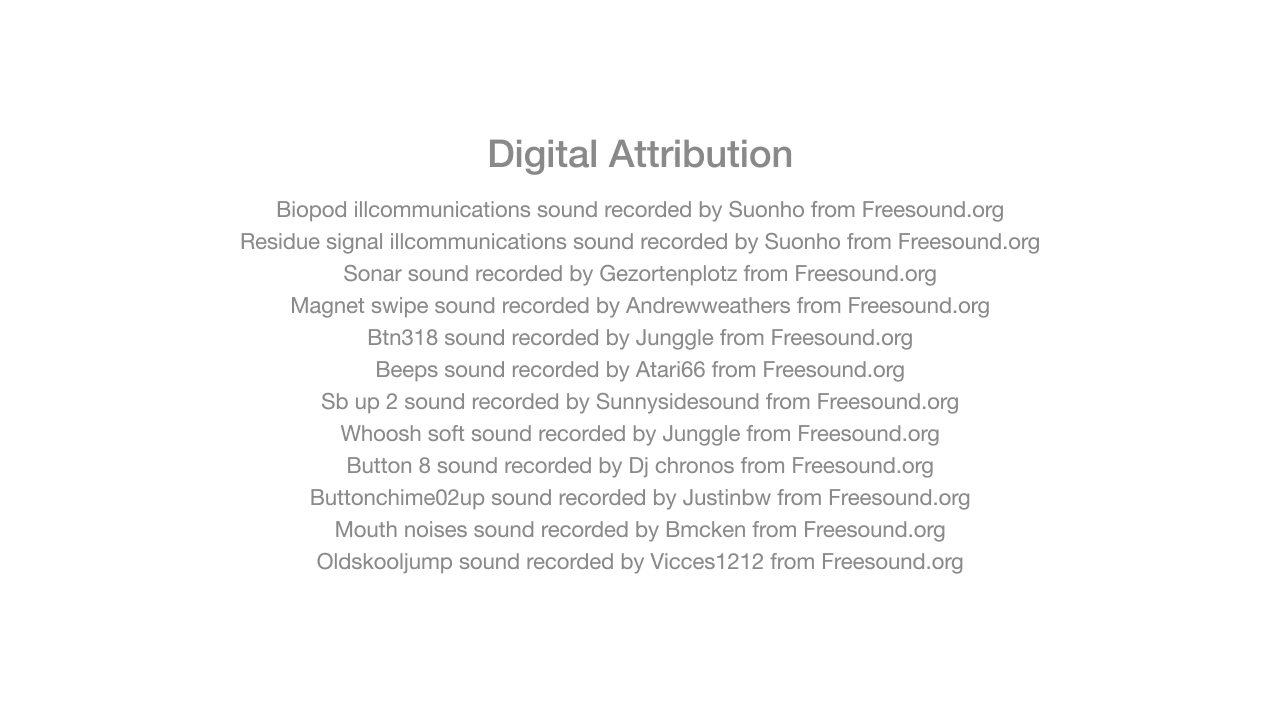 Digital Attribution
Biopod illcommunications sound recorded by Suonho from Freesound.org
Residue signal illcommunications sound recorded by Suonho from Freesound.org
Sonar sound recorded by Gezortenplotz from Freesound.org
Magnet swipe sound recorded by Andrewweathers from Freesound.org
Btn318 sound recorded by Junggle from Freesound.org
Beeps sound recorded by Atari66 from Freesound.org
Sb up 2 sound recorded by Sunnysidesound from Freesound.org
Whoosh soft sound recorded by Junggle from Freesound.org
Button 8 sound recorded by Dj chronos from Freesound.org
Buttonchime02up sound recorded by Justinbw from Freesound.org
Mouth noises sound recorded by Bmcken from Freesound.org
Oldskooljump sound recorded by Vicces1212 from Freesound.org